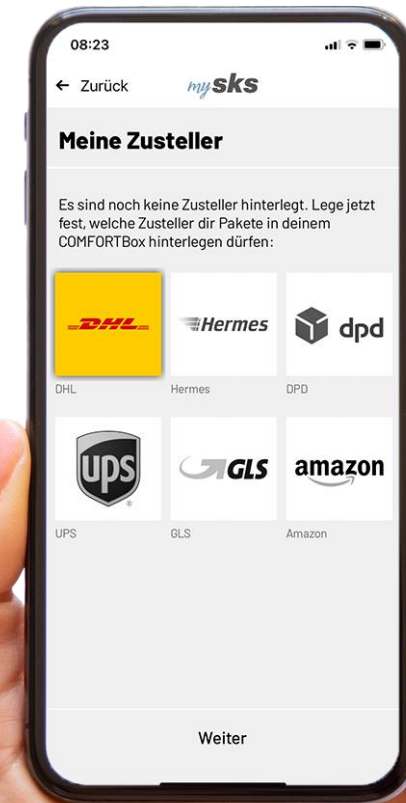 08:23
← Zurück
mysks
Meine Zusteller
Es sind noch keine Zusteller hinterlegt. Lege jetzt
fest, welche Zusteller dir Pakete in deinem
COMFORTBox hinterlegen dürfen:
DHL
Hermes
dpd
DHL
Hermes
DPD
ups
GLS
amazon
UPS
GLS
Amazon
Weiter